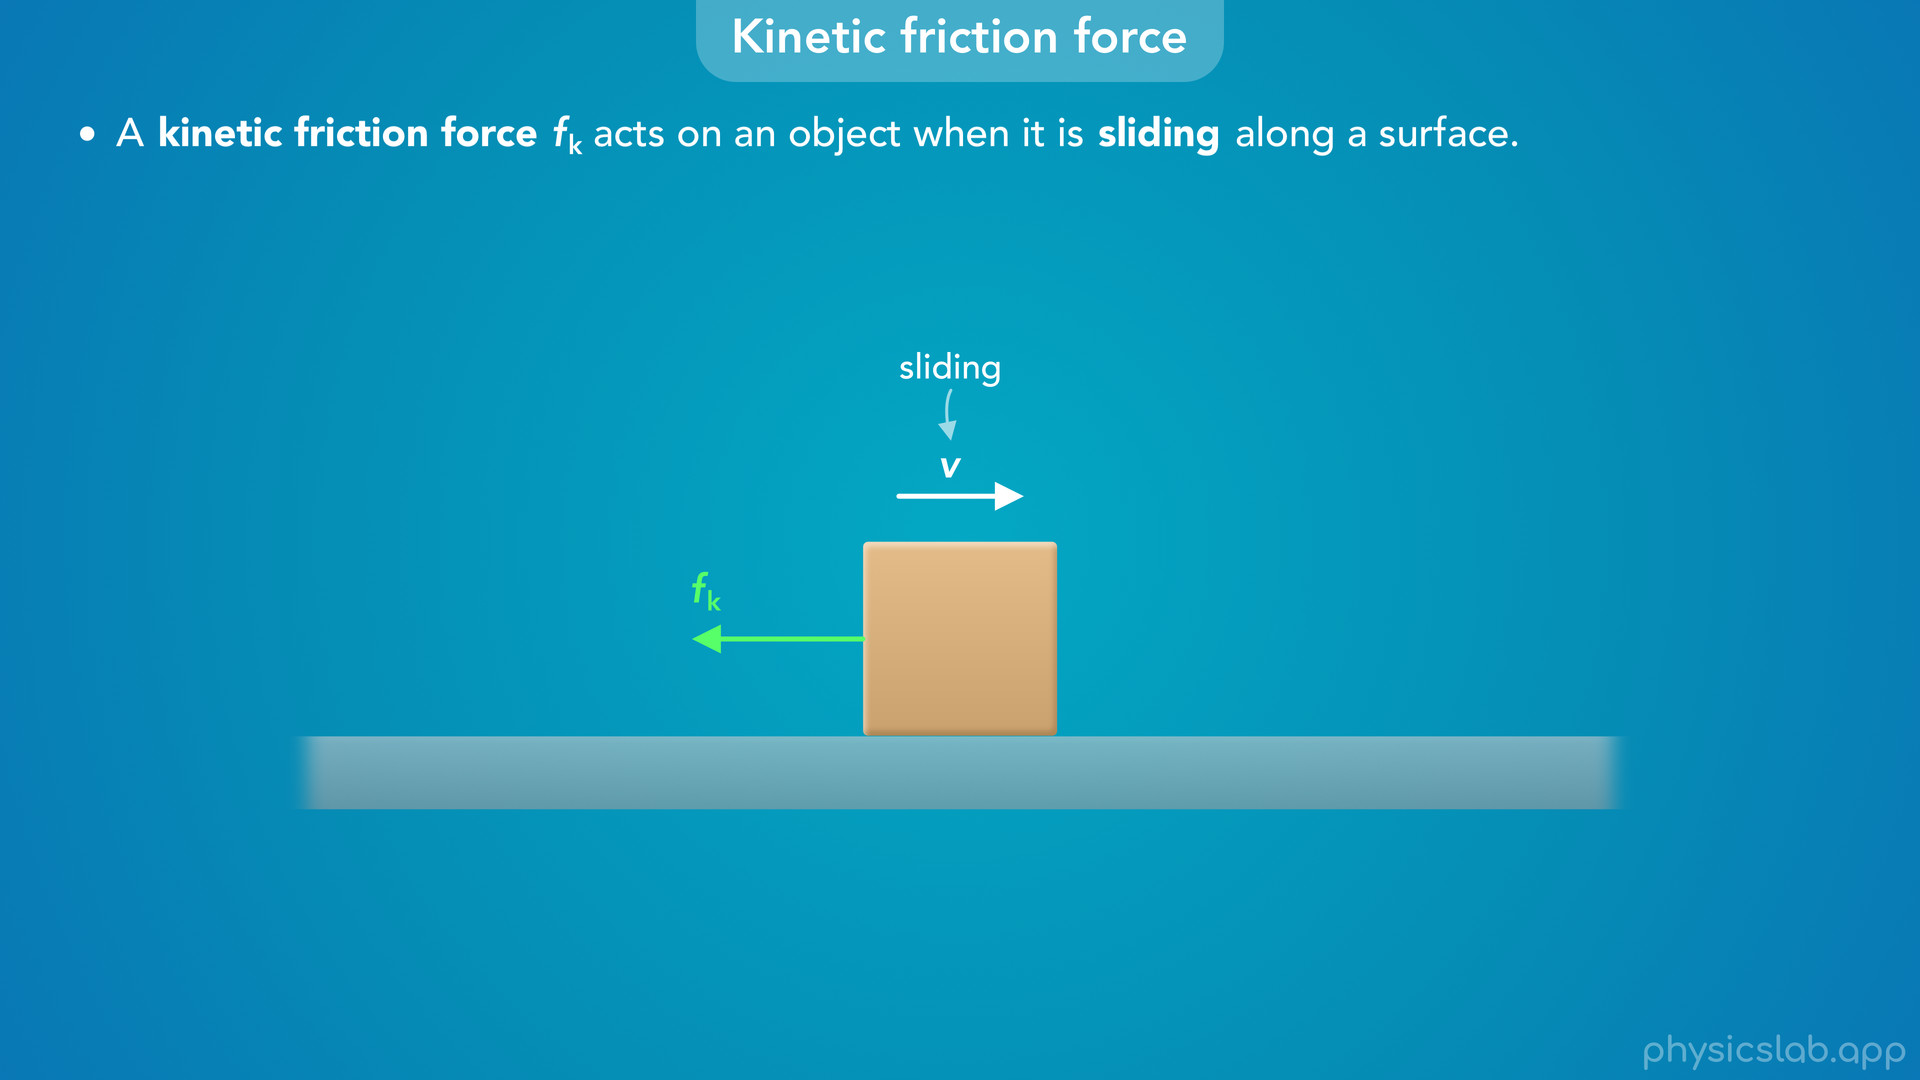 Kinetic friction force
• A kinetic friction force fk acts on an object when it is sliding along a surface.
sliding
v
fk
physicslab.app